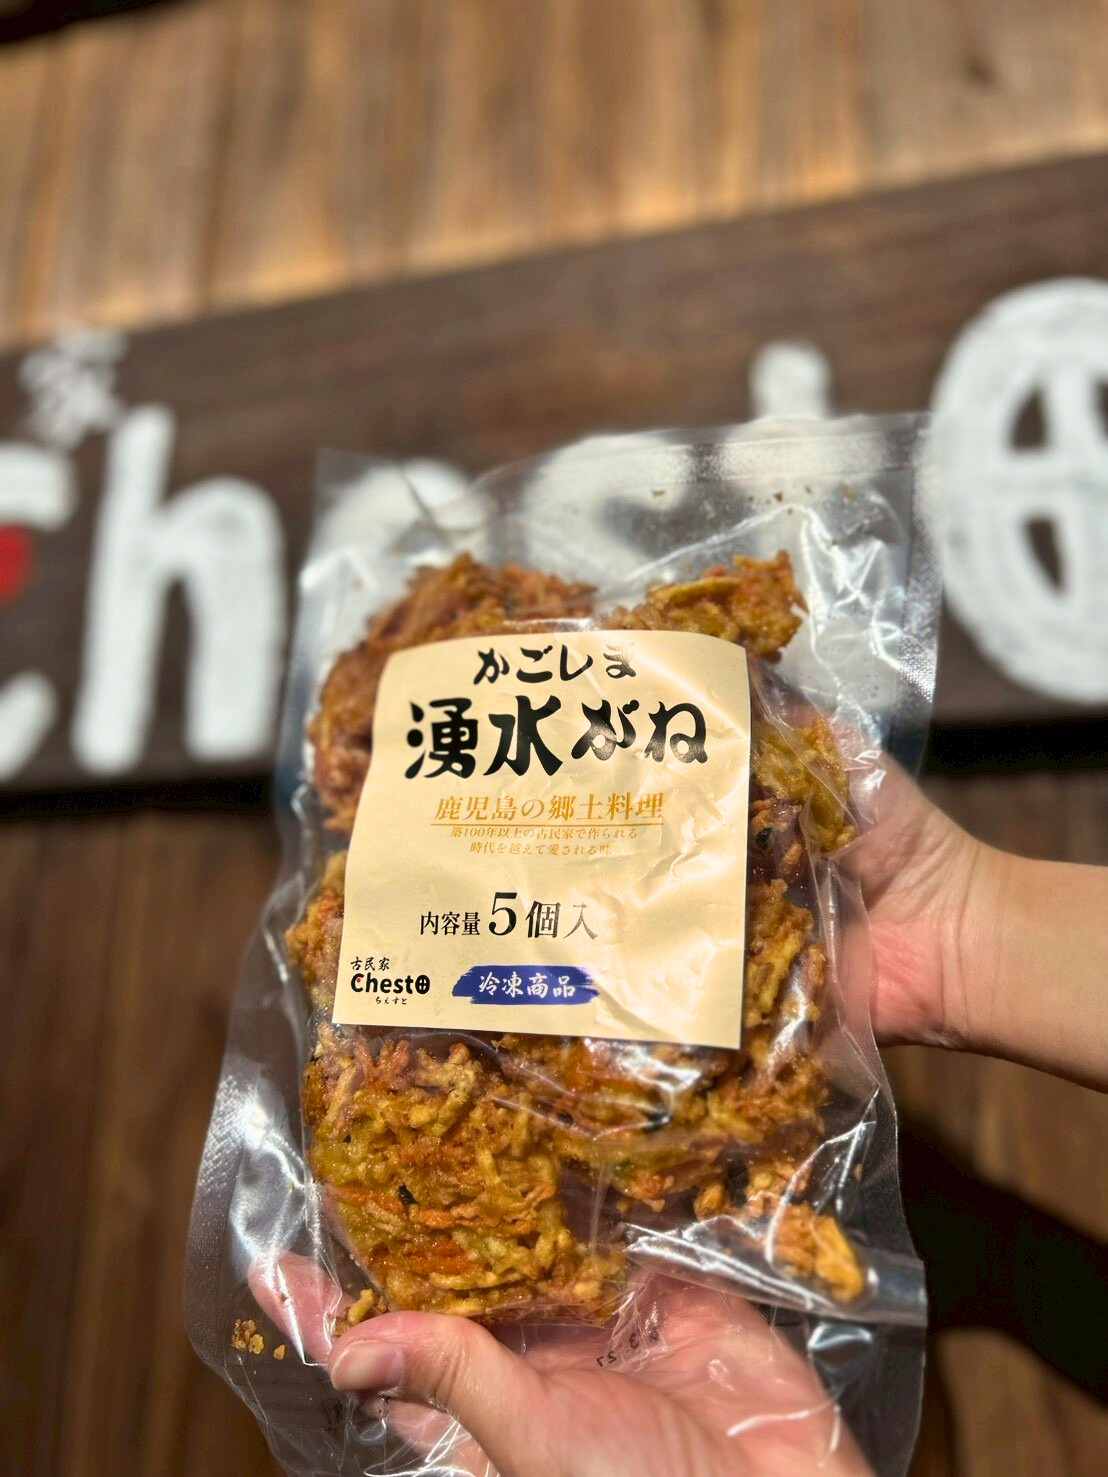 Chest
かごしま
湧水がね
鹿児島の郷土料理
築100年以上の古民家で作られる
時代を越えて愛される味
内容量5個入
古民家
Chest
ちぇすと
冷凍商品